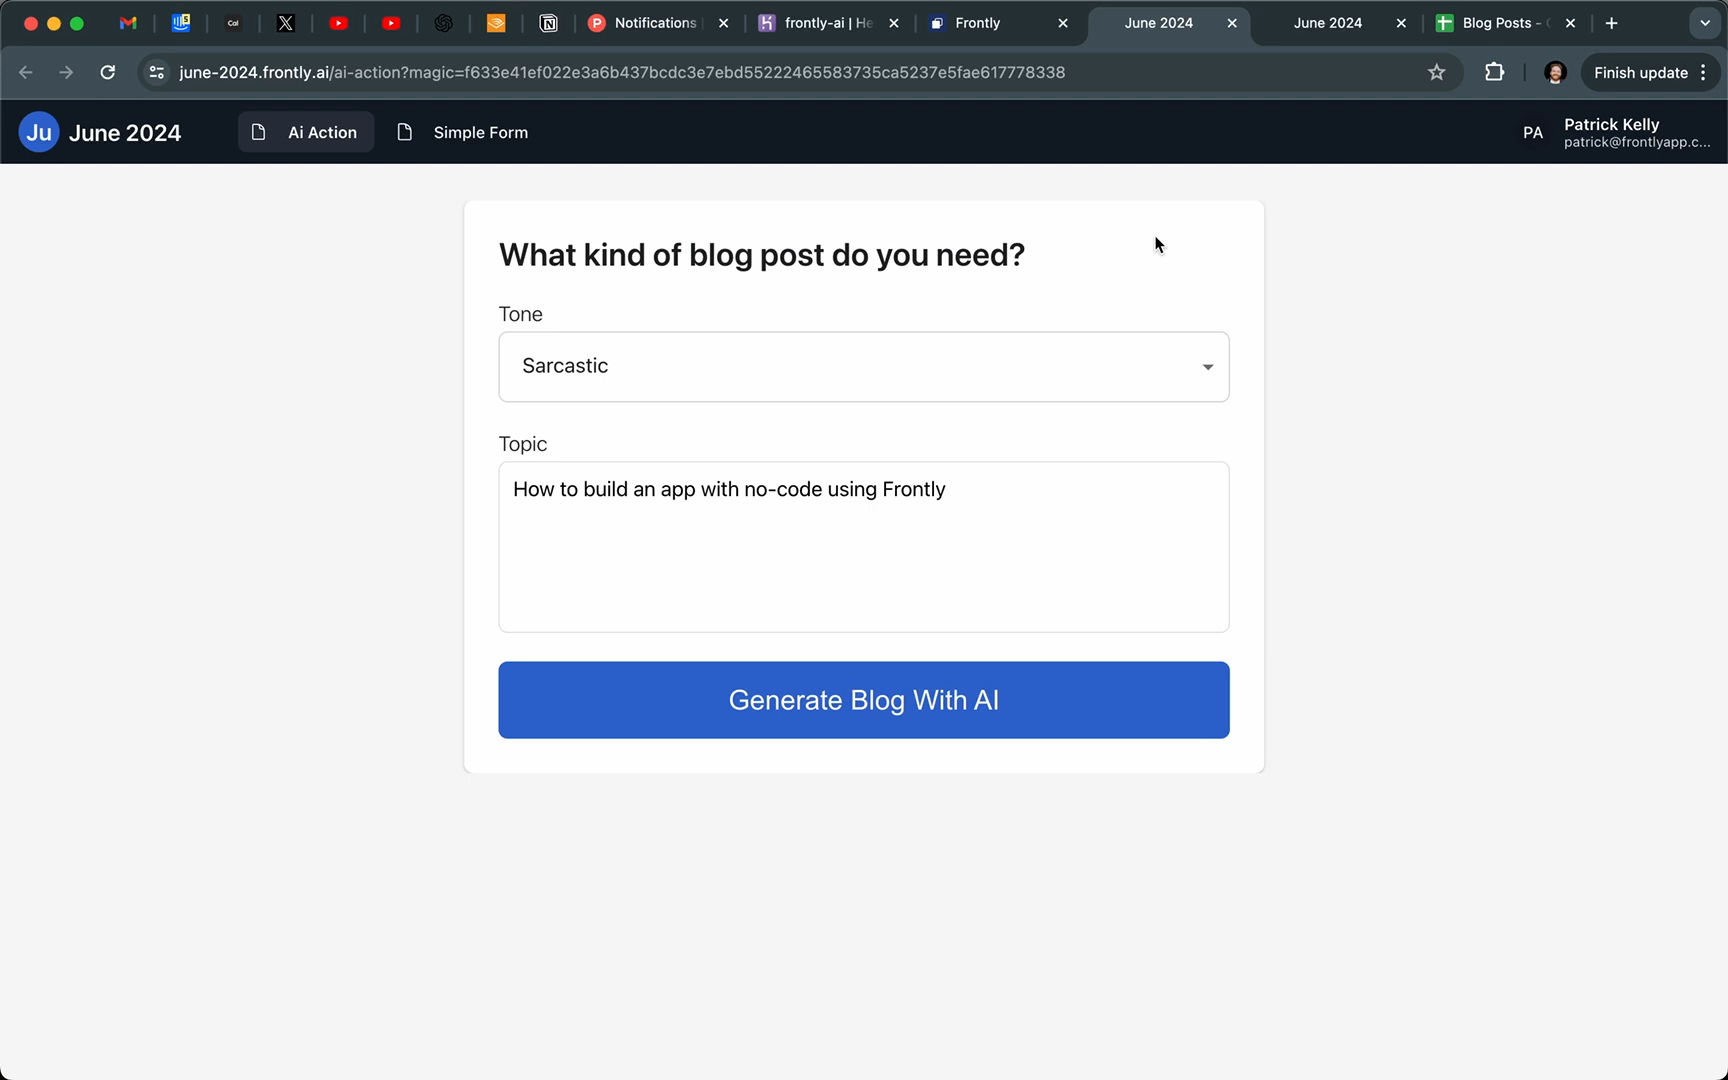 Cal
Notifications
frontly-ai | He
Frontly
June 2024
June 2024
Blog Posts -
june-2024.frontly.ai/ai-action?magic=f633e41ef022e3a6b437bcdc3e7ebd55222465583735ca5237e5fae617778338
Finish update
Ju June 2024
Ai Action
Simple Form
PA
Patrick Kelly
patrick@frontlyapp.c...
What kind of blog post do you need?
Tone
Sarcastic
Topic
How to build an app with no-code using Frontly
Generate Blog With AI